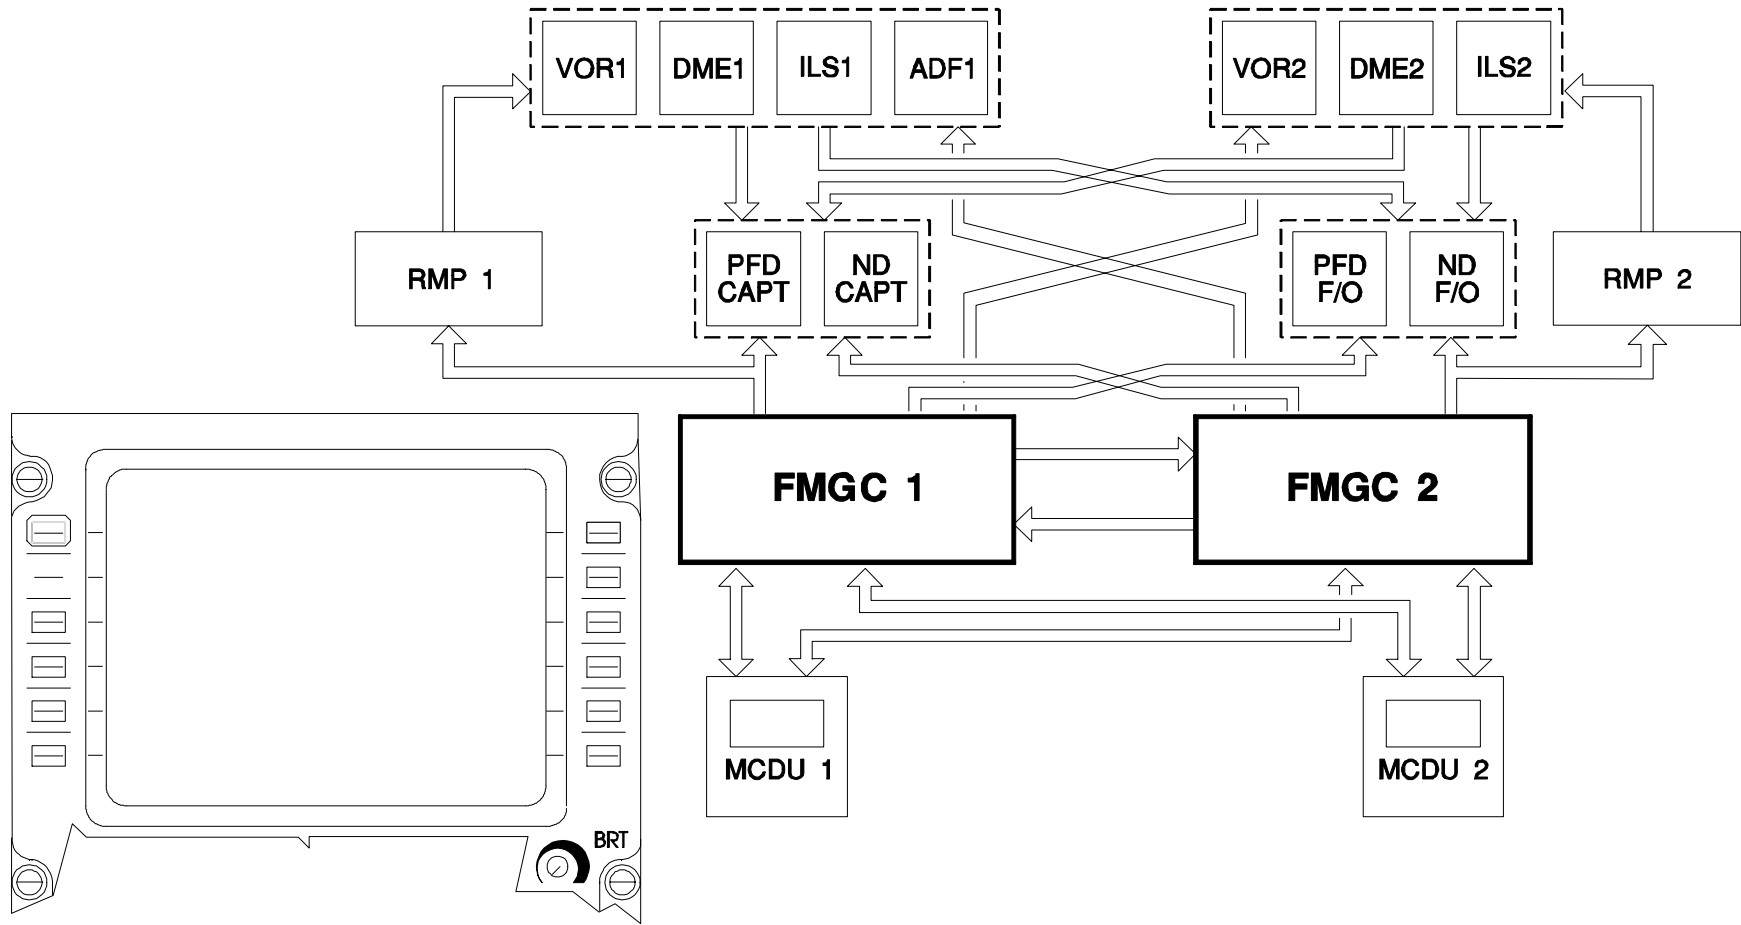 VOR1 DME1 ILS1 ADF1 VOR2 DME2 ILS2
RMP 1
PFD
CAPT
ND
CAPT
PFD
F/O
ND
F/O
RMP 2
FMGC 1
FMGC 2
MCDU 1
MCDU 2
BRT